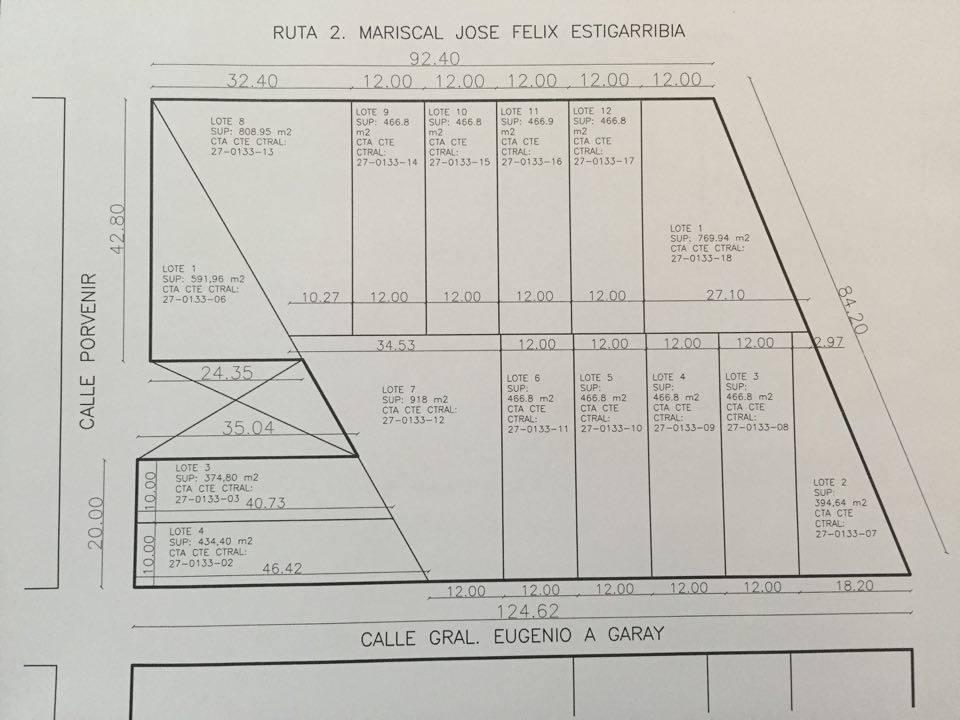 RUTA 2. MARISCAL JOSE FELIX ESTIGARRIBIA
92.40
32.40 12.00 12.00 12.00 12.00 12.00
LOTE 8
SUP: 808.95 m2
CTA CTE CTRAL:
27-0133-13
LOTE 9
SUP: 466.8
m2
CTA CTE
CTRAL:
27-0133-14
LOTE 10
SUP: 466.8
m2
CTA CTE
CTRAL:
27-0133-15
LOTE 11
SUP: 466.9
m2
CTA CTE
CTRAL:
27-0133-16
LOTE 12
SUP: 466.8
m2
CTA CTE
CTRAL:
27-0133-17
LOTE 1
SUP: 769.94 m2
CTA CTE CTRAL:
27-0133-18
42.80
CALLE PORVENIR
LOTE 1
SUP: 591,96 m2
CTA CTE CTRAL:
27-0133-06
10.27 12.00 12.00 12.00 12.00 27.10
84.20
34.53 12.00 12.00 12.00 12.00 2.97
24.35
35.04
LOTE 7
SUP: 918 m2
CTA CTE CTRAL:
27-0133-12
LOTE 6
SUP:
466.8 m2
CTA CTE
CTRAL:
27-0133-11
LOTE 5
SUP:
466.8 m2
CTA CTE
CTRAL:
27-0133-10
LOTE 4
SUP:
466.8 m2
CTA CTE
CTRAL:
27-0133-09
LOTE 3
SUP:
466.8 m2
CTA CTE
CTRAL:
27-0133-08
LOTE 2
SUP:
394,64 m2
CTA CTE
CTRAL:
27-0133-07
20.00
10.00
LOTE 3
SUP: 374,80 m2
CTA CTE CTRAL:
27-0133-03
40.73
10.00
LOTE 4
SUP: 434,40 m2
CTA CTE CTRAL:
27-0133-02
46.42
12.00 12.00 12.00 12.00 12.00 18.20
124.62
CALLE GRAL. EUGENIO A GARAY